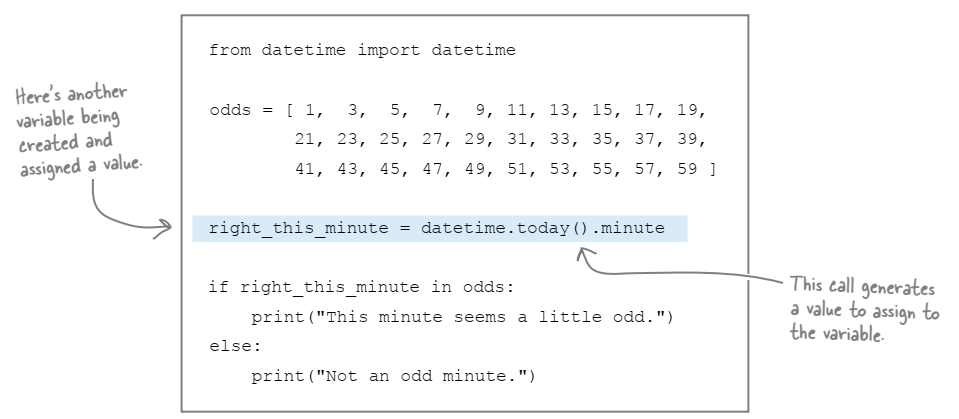 from datetime import datetime
Here's another
variable being
created and
assigned a value.
odds = [ 1,  3,  5,  7,  9, 11, 13, 15, 17, 19,
        21, 23, 25, 27, 29, 31, 33, 35, 37, 39,
        41, 43, 45, 47, 49, 51, 53, 55, 57, 59 ]
right_this_minute = datetime.today().minute
This call generates
a value to assign to
the variable.
if right_this_minute in odds:
    print("This minute seems a little odd.")
else:
    print("Not an odd minute.")